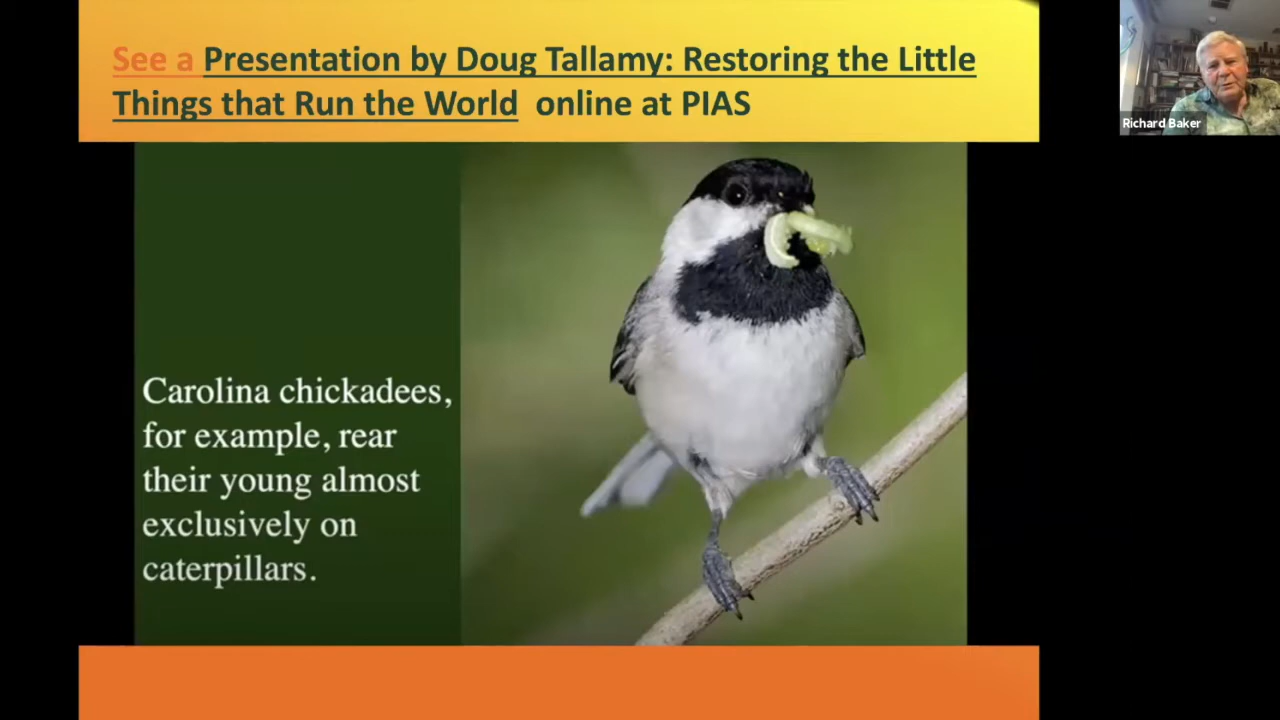 See a Presentation by Doug Tallamy: Restoring the Little
Things that Run the World online at PIAS
Richard Baker
Carolina chickadees,
for example, rear
their young almost
exclusively on
caterpillars.